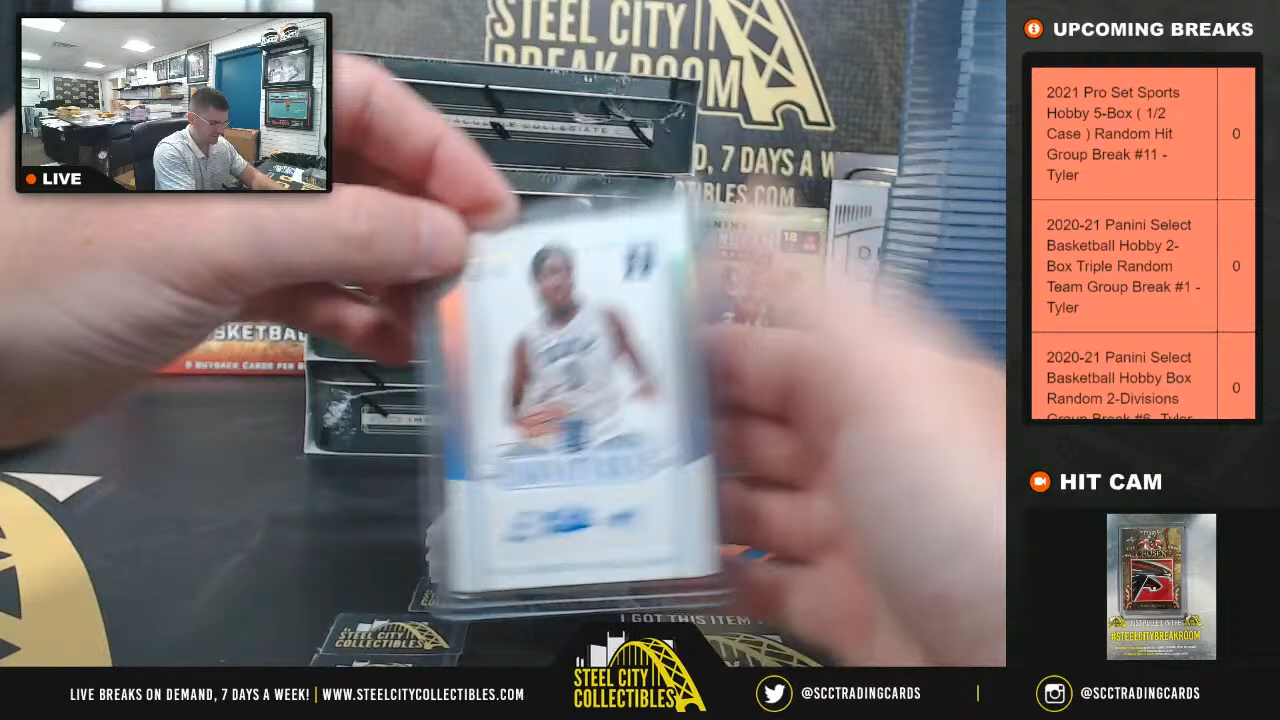 STEEL CITY
BREAK ROOM
7 DAYS A W
COLLEGIATE
LIVE
SKETBAL
18
I GOT THIS ITEM
STEEL CITY
COLLECTIBLES
UPCOMING BREAKS
2021 Pro Set Sports
Hobby 5-Box ( 1/2
Case ) Random Hit
Group Break #11 -
Tyler
0
2020-21 Panini Select
Basketball Hobby 2-
Box Triple Random
Team Group Break #1 -
Tyler
0
2020-21 Panini Select
Basketball Hobby Box
Random 2-Divisions
Group Break #6- Tyler
0
HIT CAM
#STEELCITYBREAKROOM
LIVE BREAKS ON DEMAND, 7 DAYS A WEEK! | WWW.STEELCITYCOLLECTIBLES.COM
STEEL CITY
COLLECTIBLES
@SCCTRADINGCARDS
@SCCTRADINGCARDS